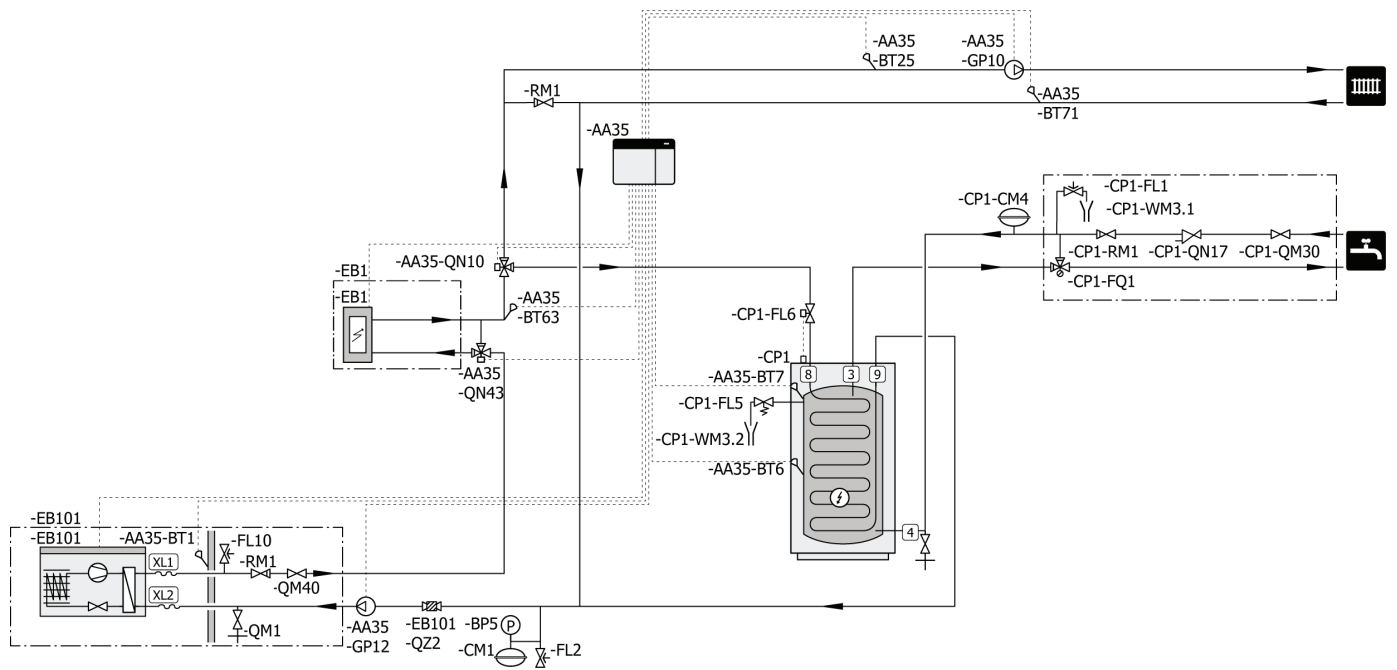 -AA35
-BT25
-AA35
-GP10
-RM1
-AA35
-BT71
-AA35
-CP1-FL1
-CP1-CM4
-CP1-WM3.1
-CP1-RM1
-CP1-QN17
-CP1-QM30
-CP1-FQ1
-AA35-QN10
-EB1
-EB1
-AA35
-BT63
-CP1-FL6
-AA35
-QN43
-CP1
8
3
9
-AA35-BT7
-CP1-FL5
-CP1-WM3.2
-AA35-BT6
4
-EB101
-EB101
-AA35-BT1
-FL10
-RM1
XL1
-QM40
XL2
-QM1
-AA35
-GP12
-EB101
-QZ2
-BP5
P
-CM1
-FL2